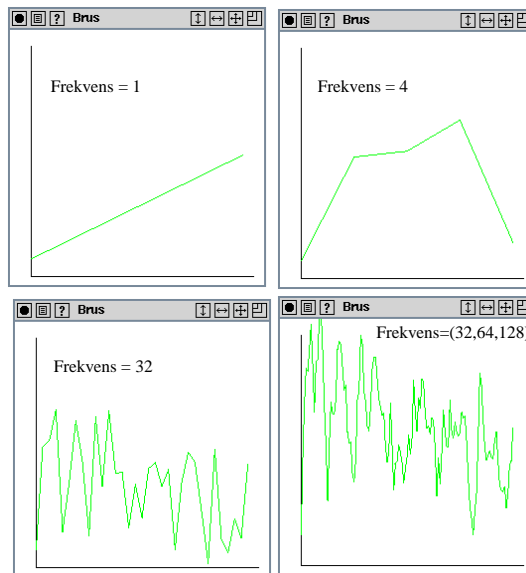 ? Brus
Frekvens = 1
? Brus
Frekvens = 4
? Brus
Frekvens = 32
? Brus
Frekvens=(32,64,128)